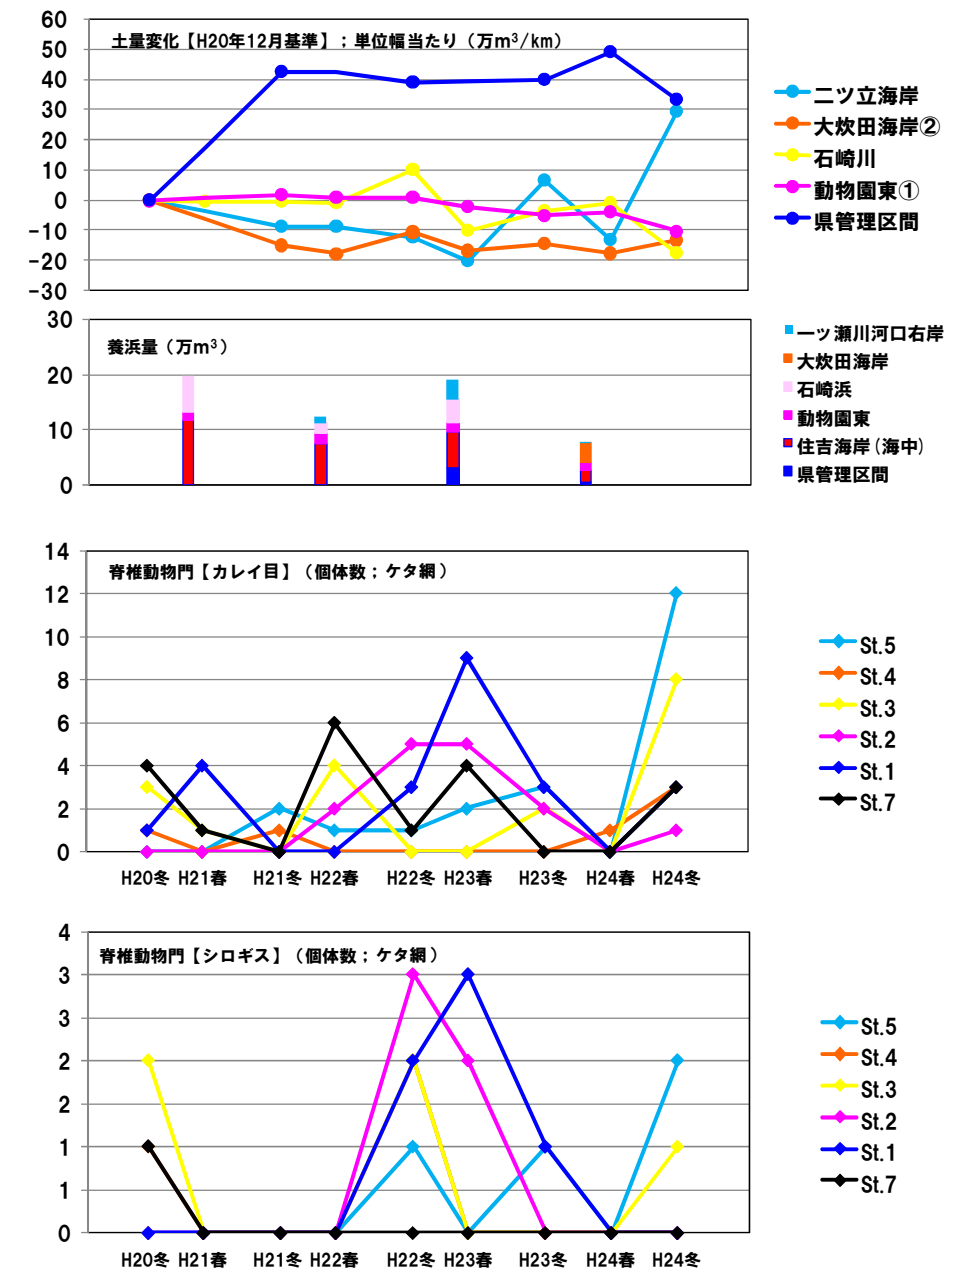 土量変化【H20年12月基準】；単位幅当たり（万m³/km）
60
50
40
30
20
10
0
-10
-20
-30
二ツ立海岸
大炊田海岸②
石崎川
動物園東①
県管理区間
養浜量（万m³）
30
20
10
0
一ッ瀬川河口右岸
大炊田海岸
石崎浜
動物園東
住吉海岸(海中)
県管理区間
脊椎動物門【カレイ目】（個体数；ケタ網）
14
12
10
8
6
4
2
0
H20冬 H21春 H21冬 H22春 H22冬 H23春 H23冬 H24春 H24冬
St.5
St.4
St.3
St.2
St.1
St.7
脊椎動物門【シロギス】（個体数；ケタ網）
4
3
3
2
2
1
1
0
H20冬 H21春 H21冬 H22春 H22冬 H23春 H23冬 H24春 H24冬
St.5
St.4
St.3
St.2
St.1
St.7